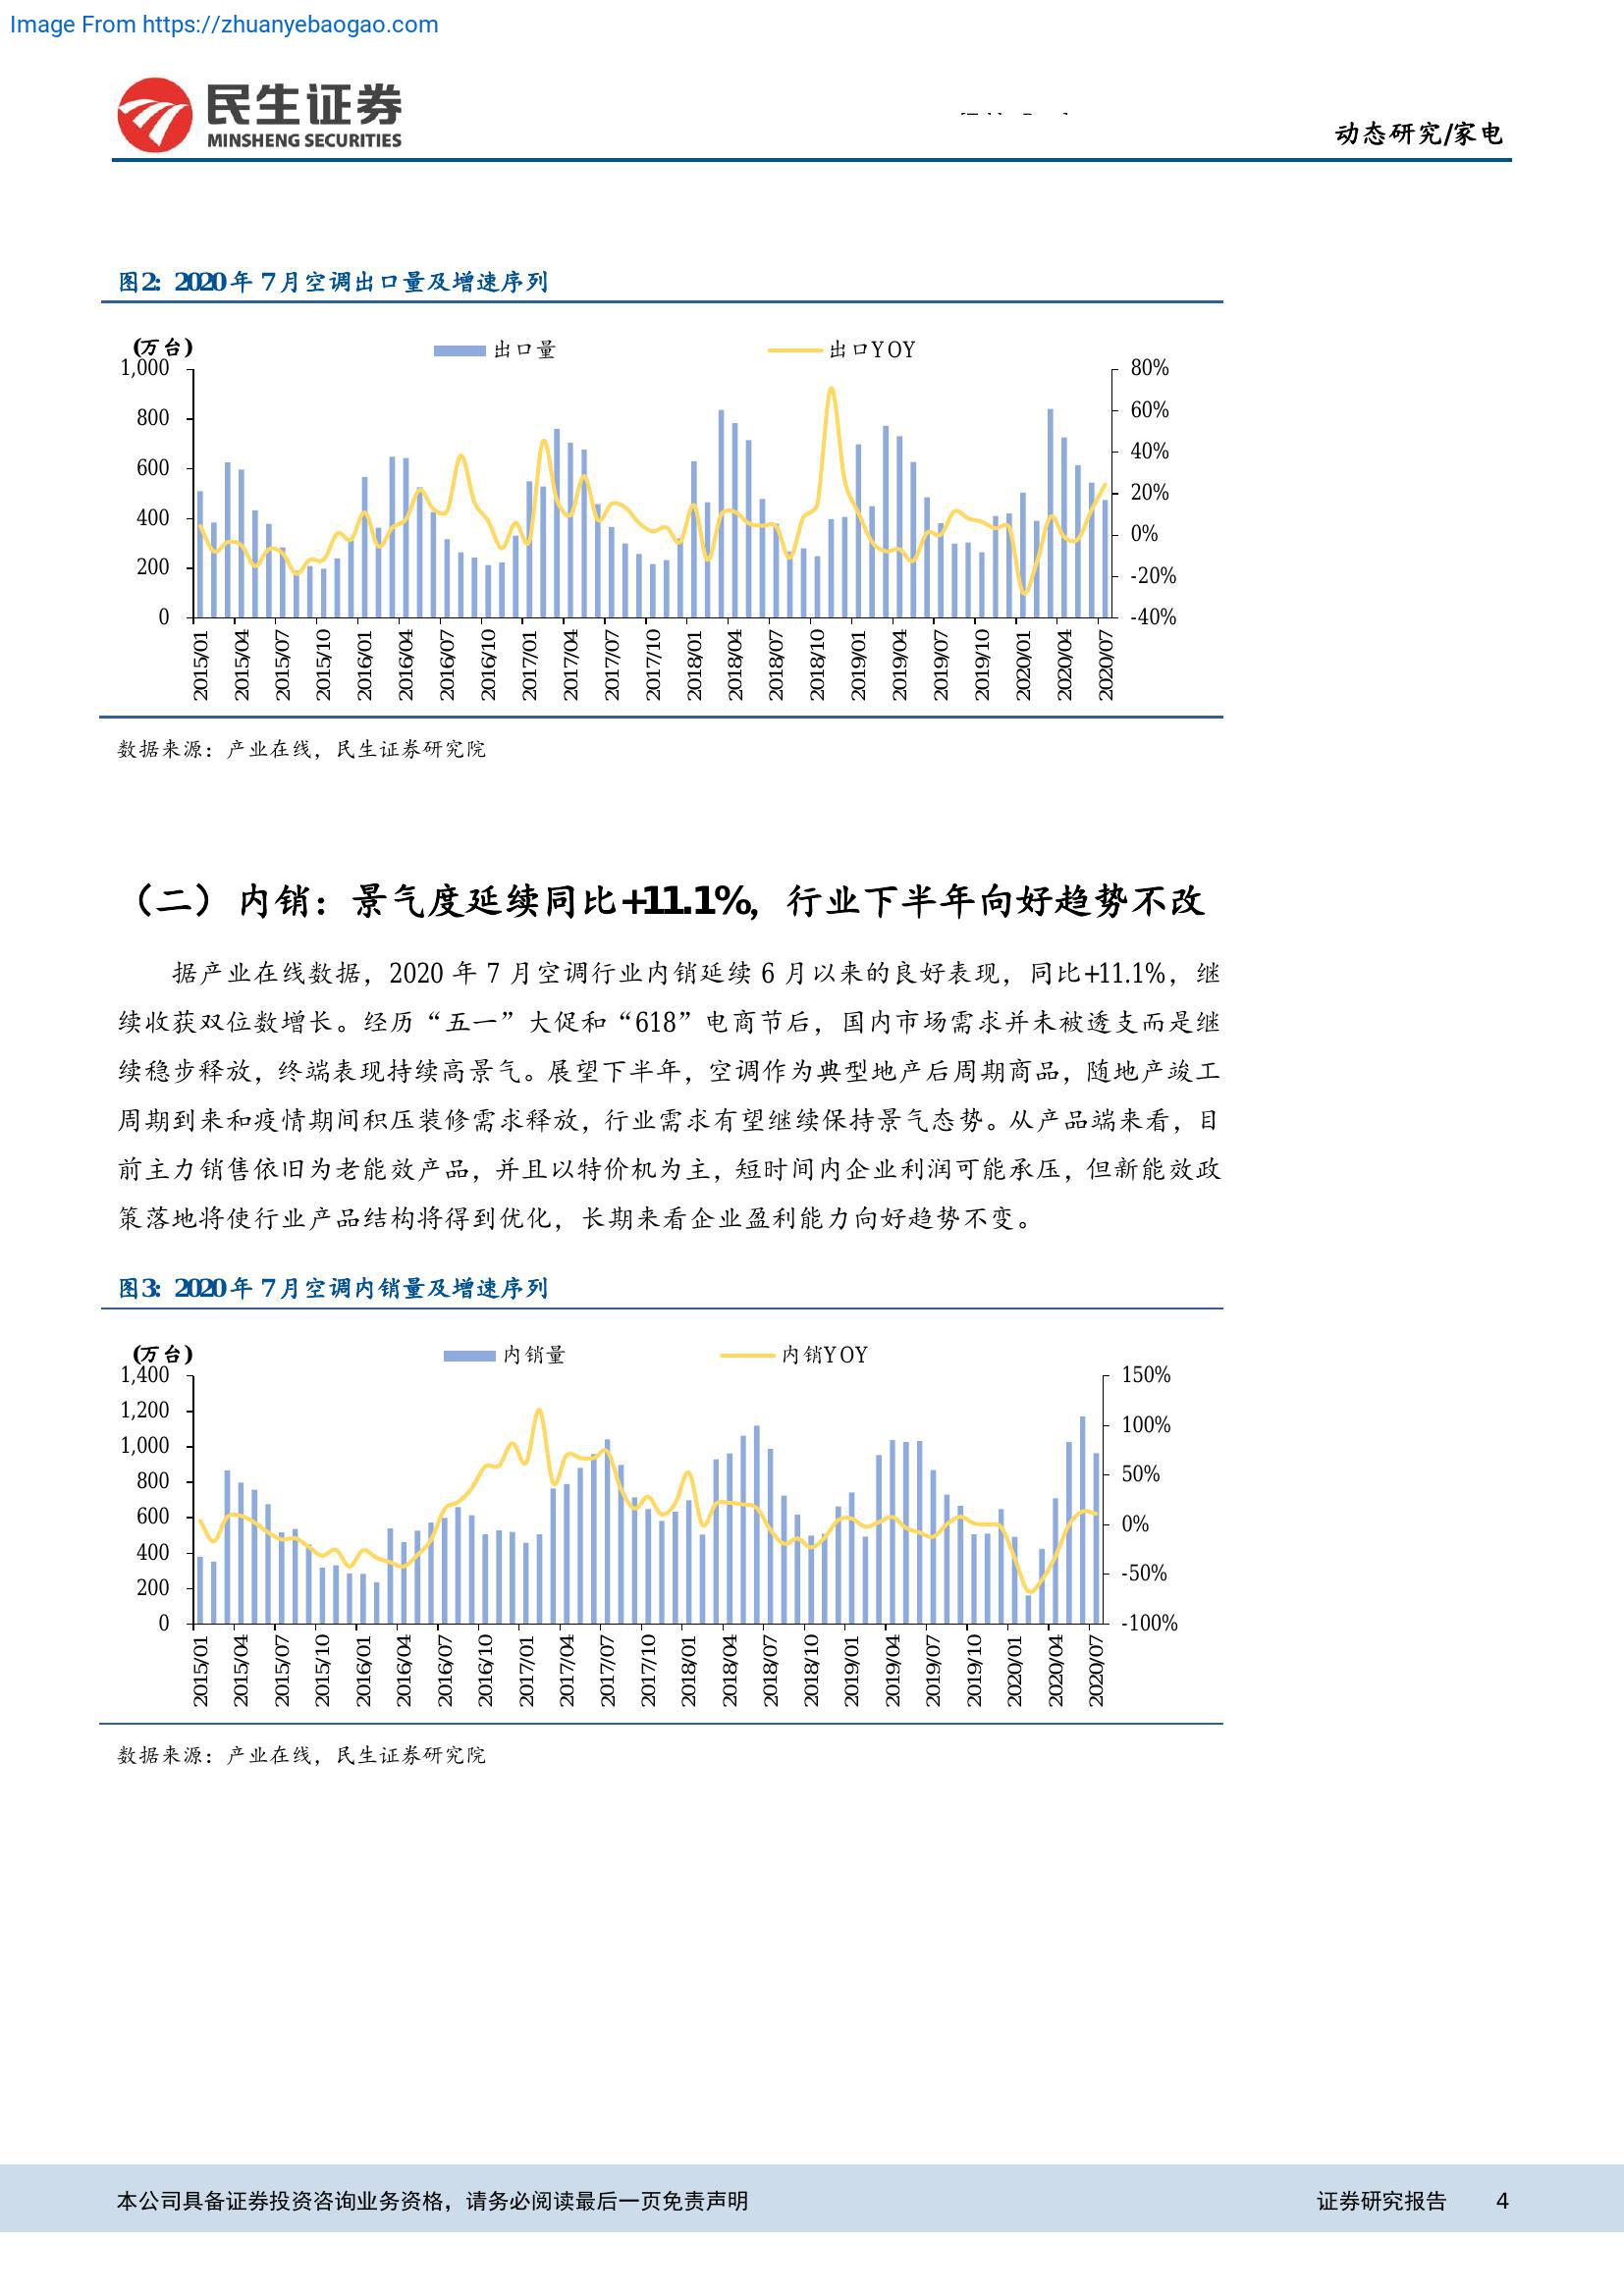 Image From https://zhuanyebaogao.com
民生证券
MINSHENG SECURITIES
动态研究/家电
图2: 2020年7月空调出口量及增速序列
(万台)
出口量
出口YOY
1,000
800
600
400
200
0
80%
60%
40%
20%
0%
-20%
-40%
2015/01 2015/04 2015/07 2015/10 2016/01 2016/04 2016/07 2016/10 2017/01 2017/04 2017/07 2017/10 2018/01 2018/04 2018/07 2018/10 2019/01 2019/04 2019/07 2019/10 2020/01 2020/04 2020/07
数据来源：产业在线，民生证券研究院
（二）内销：景气度延续同比+11.1%，行业下半年向好趋势不改
据产业在线数据，2020 年 7 月空调行业内销延续 6 月以来的良好表现，同比+11.1%，继
续收获双位数增长。经历“五一”大促和“618”电商节后，国内市场需求并未被透支而是继
续稳步释放，终端表现持续高景气。展望下半年，空调作为典型地产后周期商品，随地产竣工
周期到来和疫情期间积压装修需求释放，行业需求有望继续保持景气态势。从产品端来看，目
前主力销售依旧为老能效产品，并且以特价机为主，短时间内企业利润可能承压，但新能效政
策落地将使行业产品结构将得到优化，长期来看企业盈利能力向好趋势不变。
图3: 2020年7月空调内销量及增速序列
(万台)
内销量
内销YOY
1,400
1,200
1,000
800
600
400
200
0
150%
100%
50%
0%
-50%
-100%
2015/01 2015/04 2015/07 2015/10 2016/01 2016/04 2016/07 2016/10 2017/01 2017/04 2017/07 2017/10 2018/01 2018/04 2018/07 2018/10 2019/01 2019/04 2019/07 2019/10 2020/01 2020/04 2020/07
数据来源：产业在线，民生证券研究院
本公司具备证券投资咨询业务资格，请务必阅读最后一页免责声明
证券研究报告 4